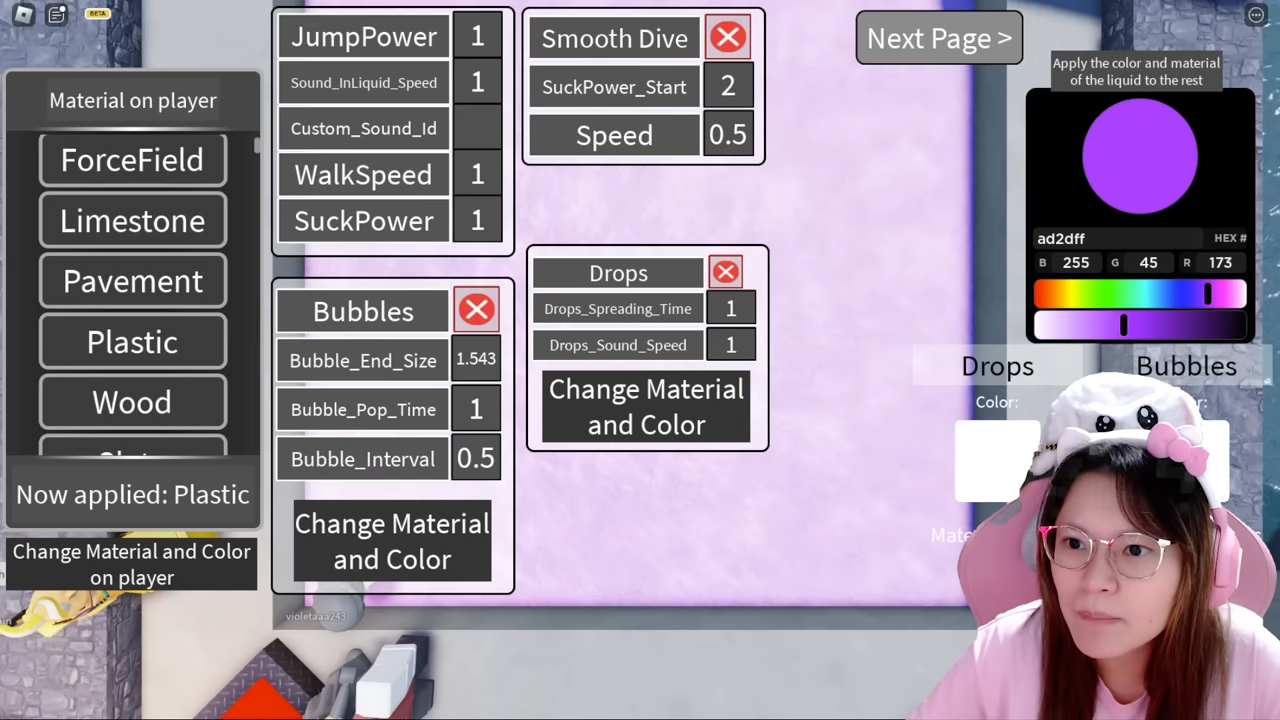 BETA
JumpPower 1
Sound_InLiquid_Speed 1
Custom_Sound_Id
WalkSpeed 1
SuckPower 1
Smooth Dive
SuckPower_Start 2
Speed 0.5
Next Page >
Apply the color and material
of the liquid to the rest
Material on player
ForceField
Limestone
Pavement
Plastic
Wood
Now applied: Plastic
Change Material and Color
on player
Bubbles
Bubble_End_Size 1.543
Bubble_Pop_Time 1
Bubble_Interval 0.5
Change Material
and Color
Drops
Drops_Spreading_Time 1
Drops_Sound_Speed 1
Change Material
and Color
ad2dff HEX #
B 255 G 45 R 173
Drops Bubbles
Color:
violetaaa243